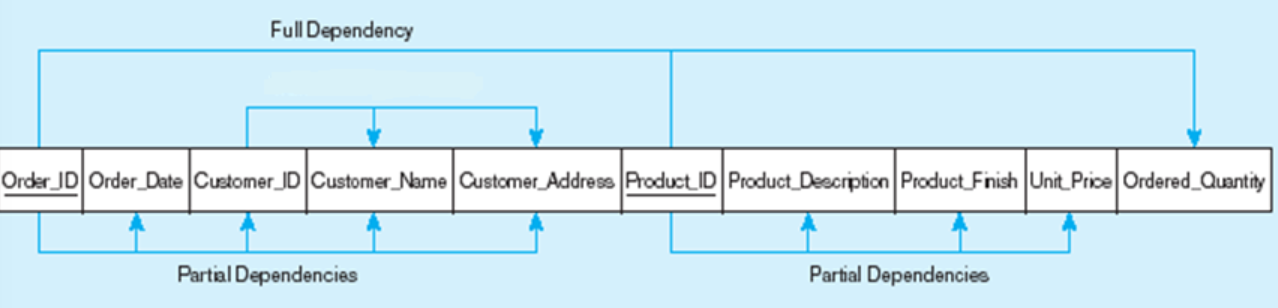 Full Dependency
Order_ID Order_Date Customer_ID Customer_Name Customer_Address Product_ID Product_Description Product_Finish Unit_Price Ordered_Quantity
Partial Dependencies Partial Dependencies